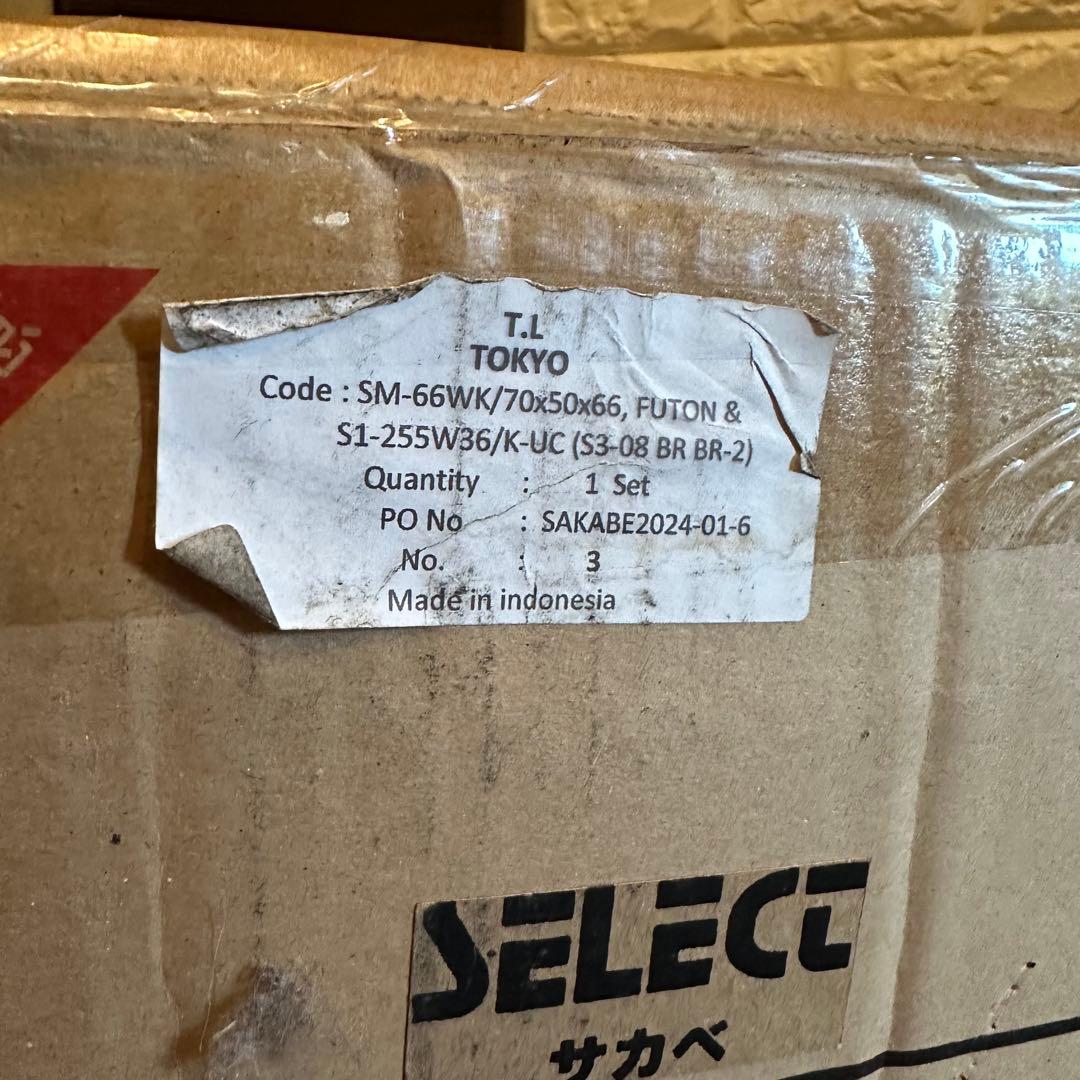 T.L
TOKYO
Code : SM-66WK/70x50x66, FUTON &
S1-255W36/K-UC (S3-08 BR BR-2)
Quantity : 1 Set
PO No : SAKABE2024-01-6
No. : 3
Made in indonesia
SELECT
サカベ